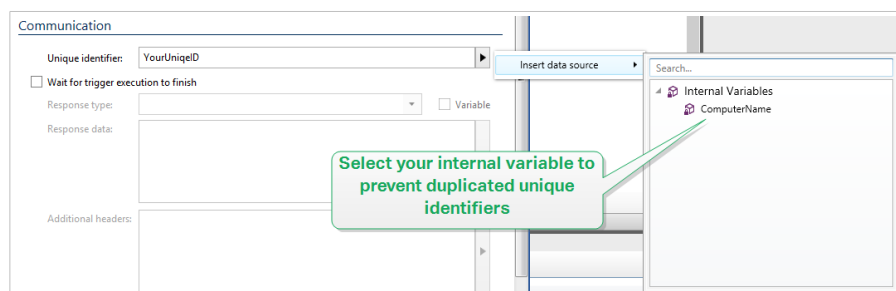 Communication
Unique identifier:
YourUniqeID
Insert data source
Search...
Wait for trigger execution to finish
Internal Variables
Response type:
Variable
ComputerName
Response data:
Select your internal variable to
prevent duplicated unique
identifiers
Additional headers: